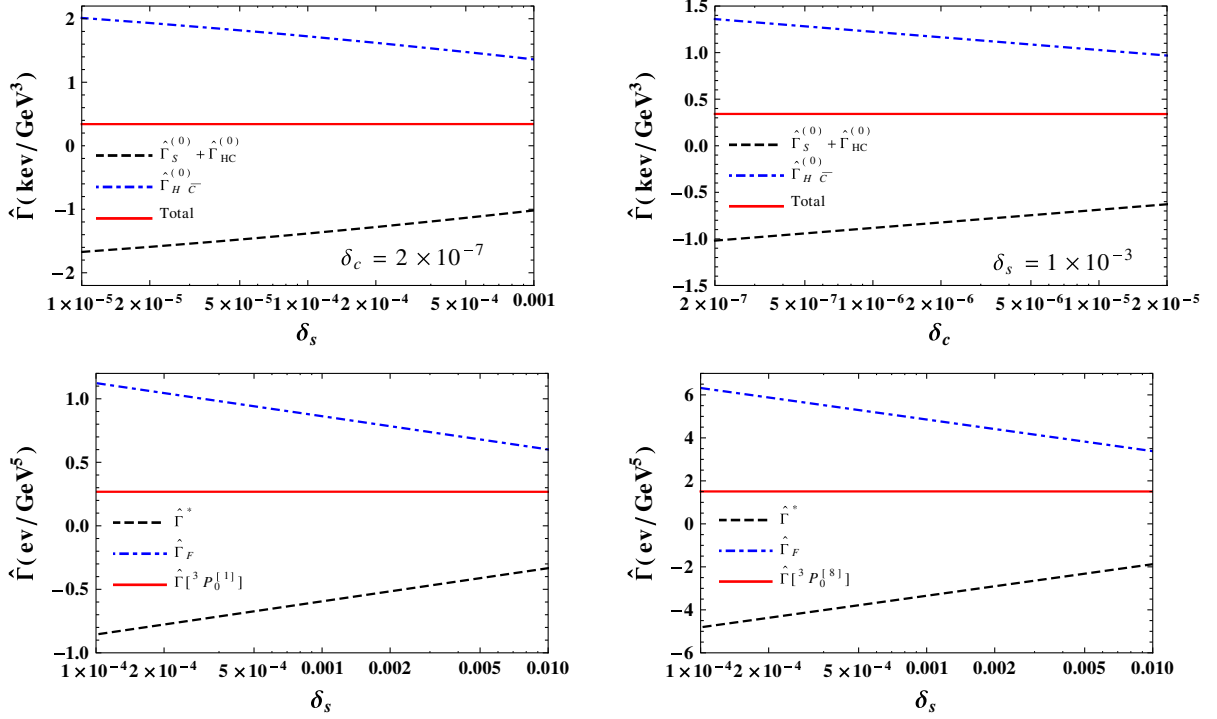 Γ̂(kev/GeV³)
2
1
0
−1
−2
Γ̂_S^(0) + Γ̂_HC^(0)
Γ̂_{H C̅}^(0)
Total
δ_c = 2 × 10⁻⁷
1×10⁻⁵ 2×10⁻⁵ 5×10⁻⁵ 1×10⁻⁴ 2×10⁻⁴ 5×10⁻⁴ 0.001
δ_s
Γ̂(kev/GeV³)
1.5
1.0
0.5
0.0
−0.5
−1.0
−1.5
Γ̂_S^(0) + Γ̂_HC^(0)
Γ̂_{H C̅}^(0)
Total
δ_s = 1 × 10⁻³
2×10⁻⁷ 5×10⁻⁷ 1×10⁻⁶ 2×10⁻⁶ 5×10⁻⁶ 1×10⁻⁵ 2×10⁻⁵
δ_c
Γ̂(ev/GeV⁵)
1.0
0.5
0.0
−0.5
−1.0
Γ̂^*
Γ̂_F
Γ̂[³P₀^[1]]
1×10⁻⁴ 2×10⁻⁴ 5×10⁻⁴ 0.001 0.002 0.005 0.010
δ_s
Γ̂(ev/GeV⁵)
6
4
2
0
−2
−4
−6
Γ̂^*
Γ̂_F
Γ̂[³P₀^[8]]
1×10⁻⁴ 2×10⁻⁴ 5×10⁻⁴ 0.001 0.002 0.005 0.010
δ_s